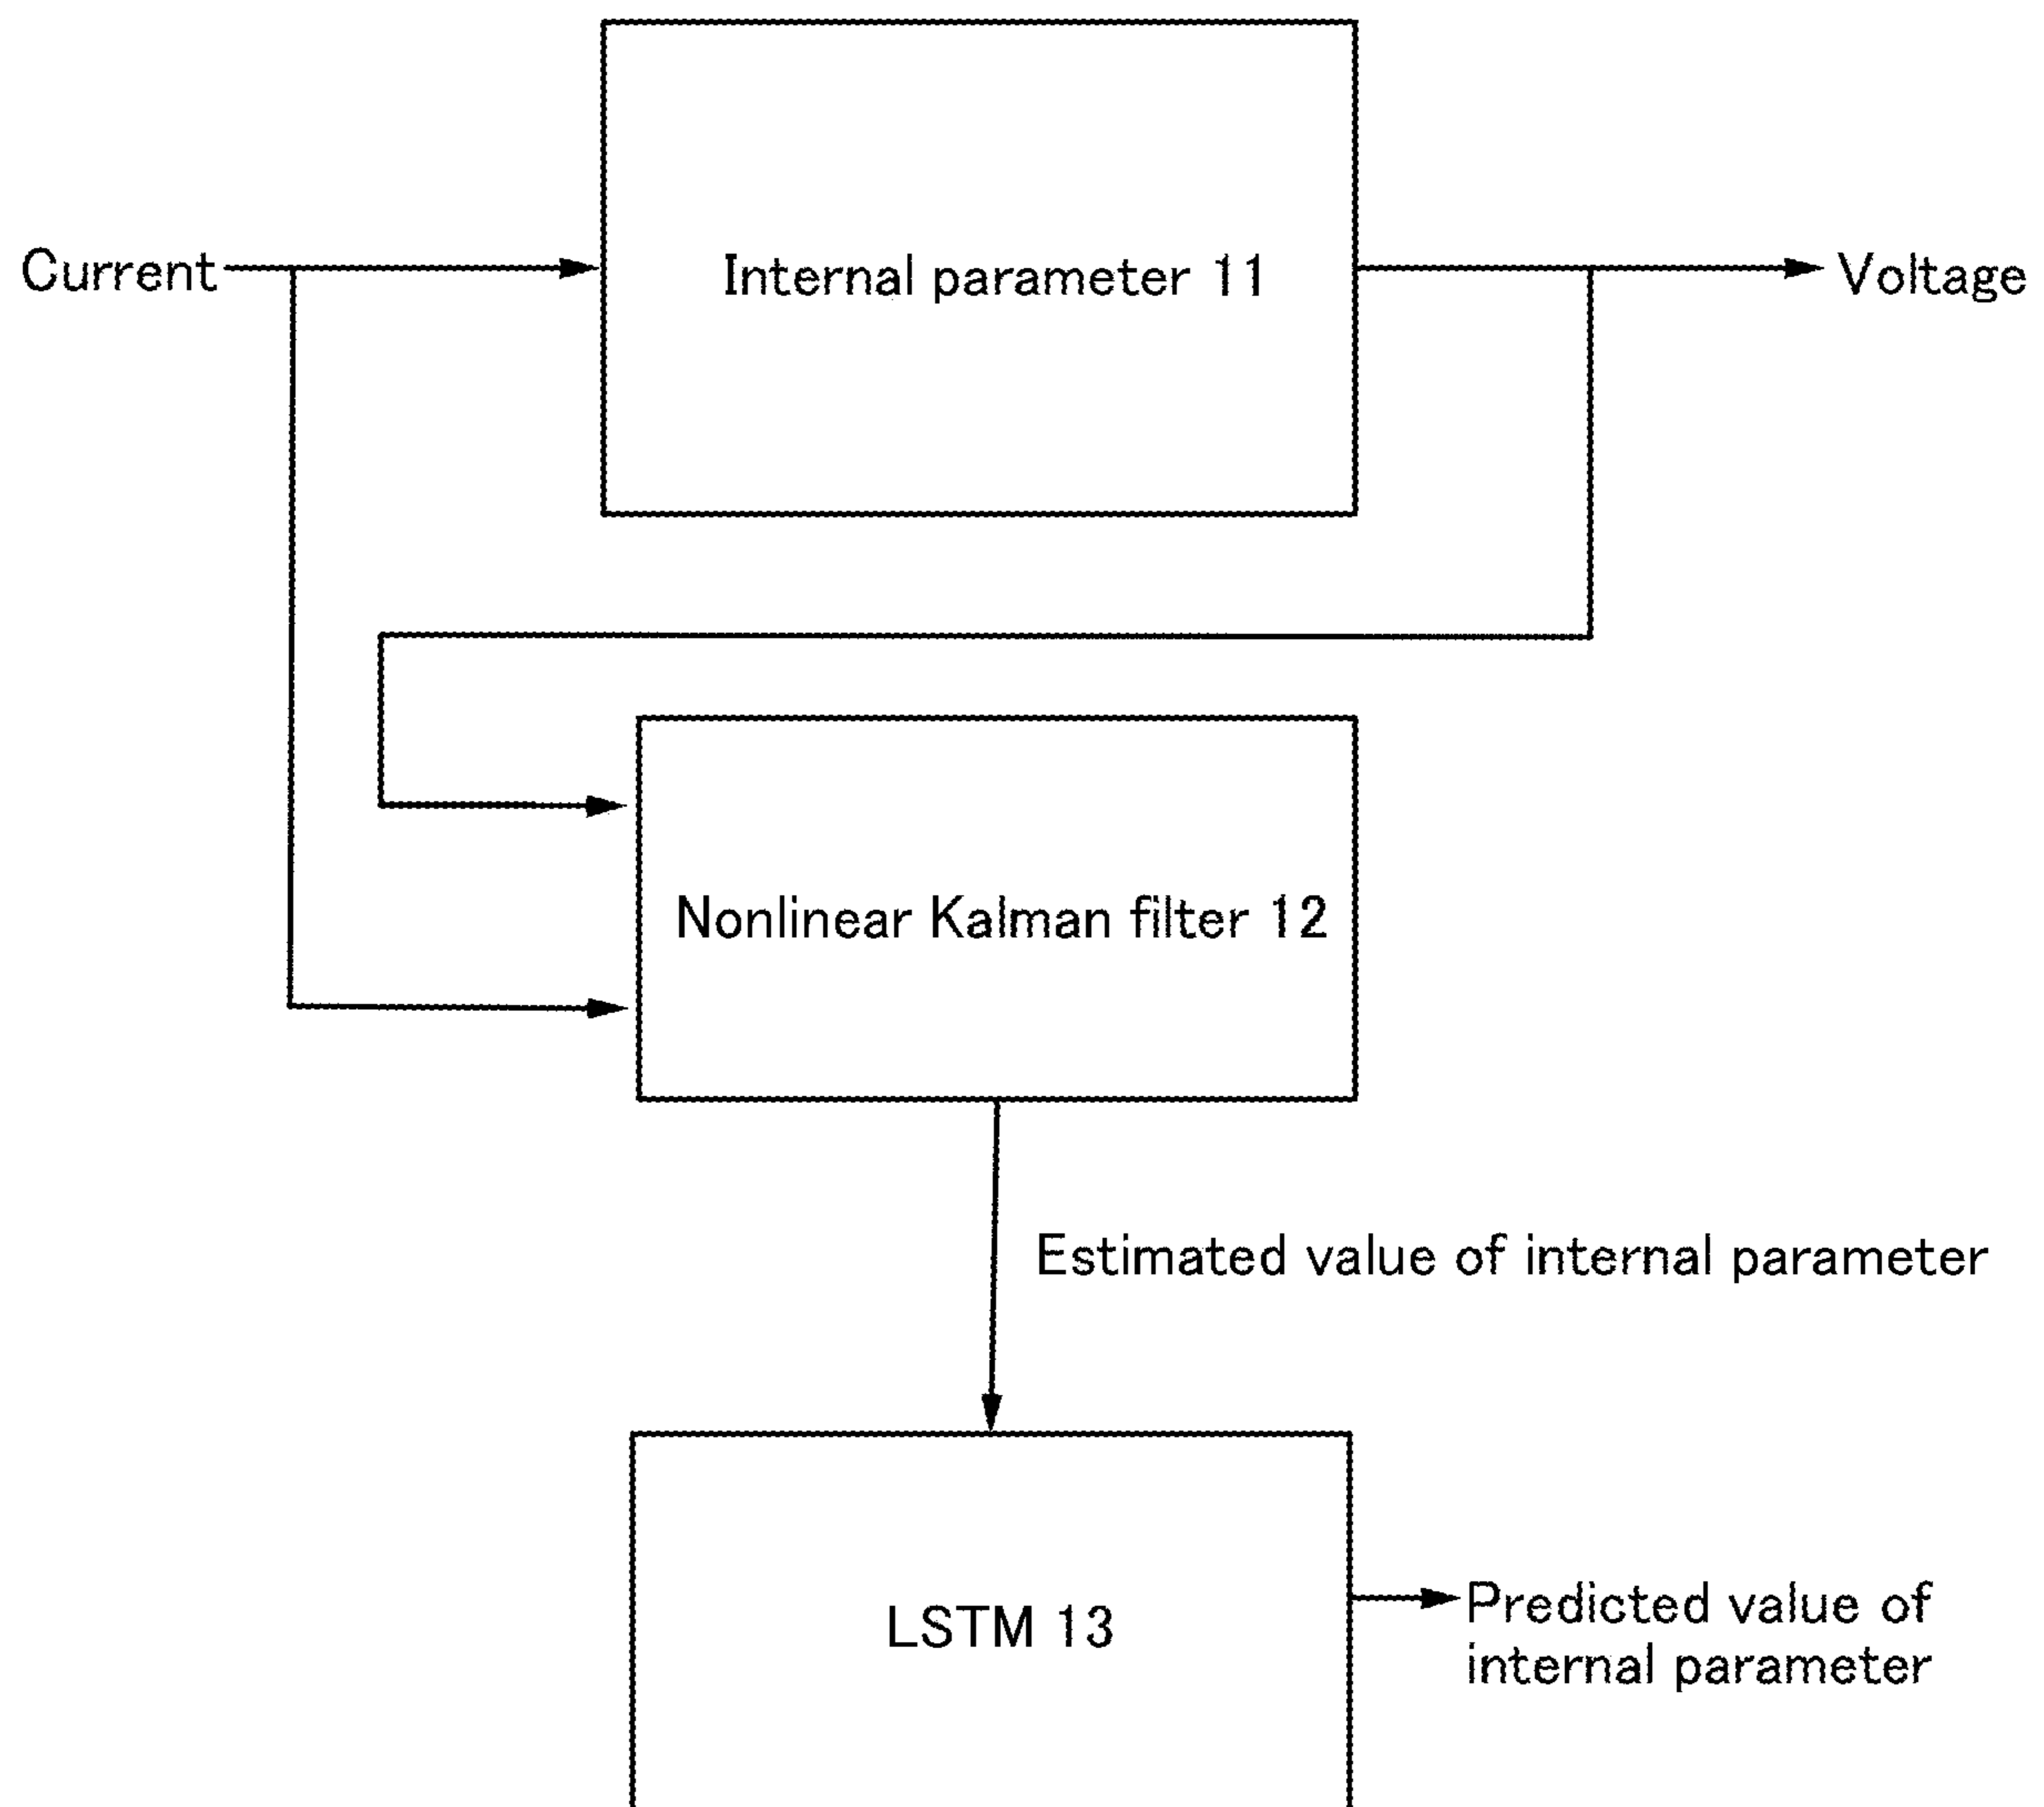 Current
Internal parameter 11
Voltage
Nonlinear Kalman filter 12
Estimated value of internal parameter
LSTM 13
Predicted value of
internal parameter